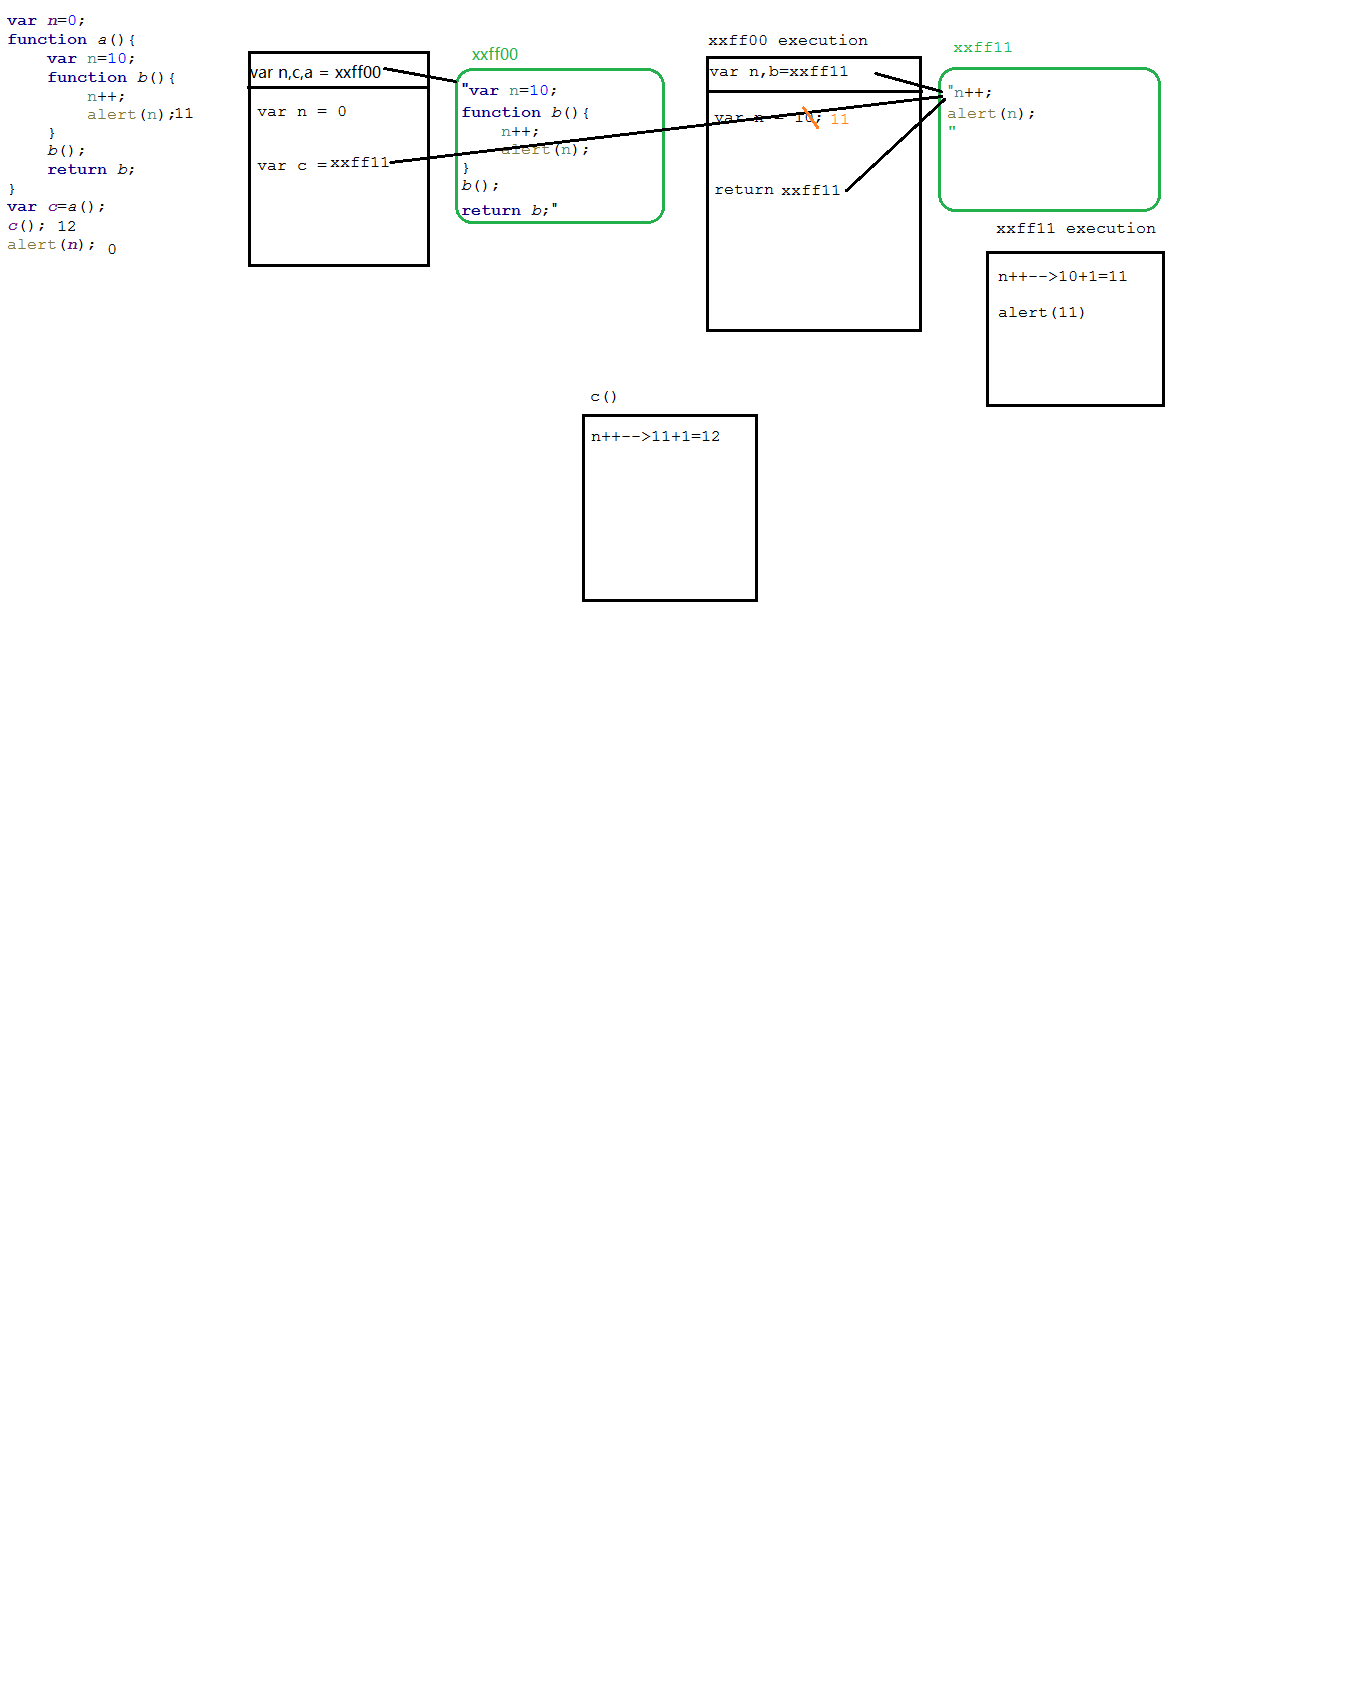 var n=0;
function a(){
    var n=10;
    function b(){
        n++;
        alert(n);11
    }
    b();
    return b;
}
var c=a();
c(); 12
alert(n); 0
var n,c,a = xxff00
var n = 0
var c = xxff11
xxff00
"var n=10;
function b(){
    n++;
    alert(n);
}
b();
return b;"
xxff00 execution
var n,b=xxff11
var n = 10; 11
return xxff11
xxff11
"n++;
alert(n);
"
xxff11 execution
n++-->10+1=11
alert(11)
c()
n++-->11+1=12